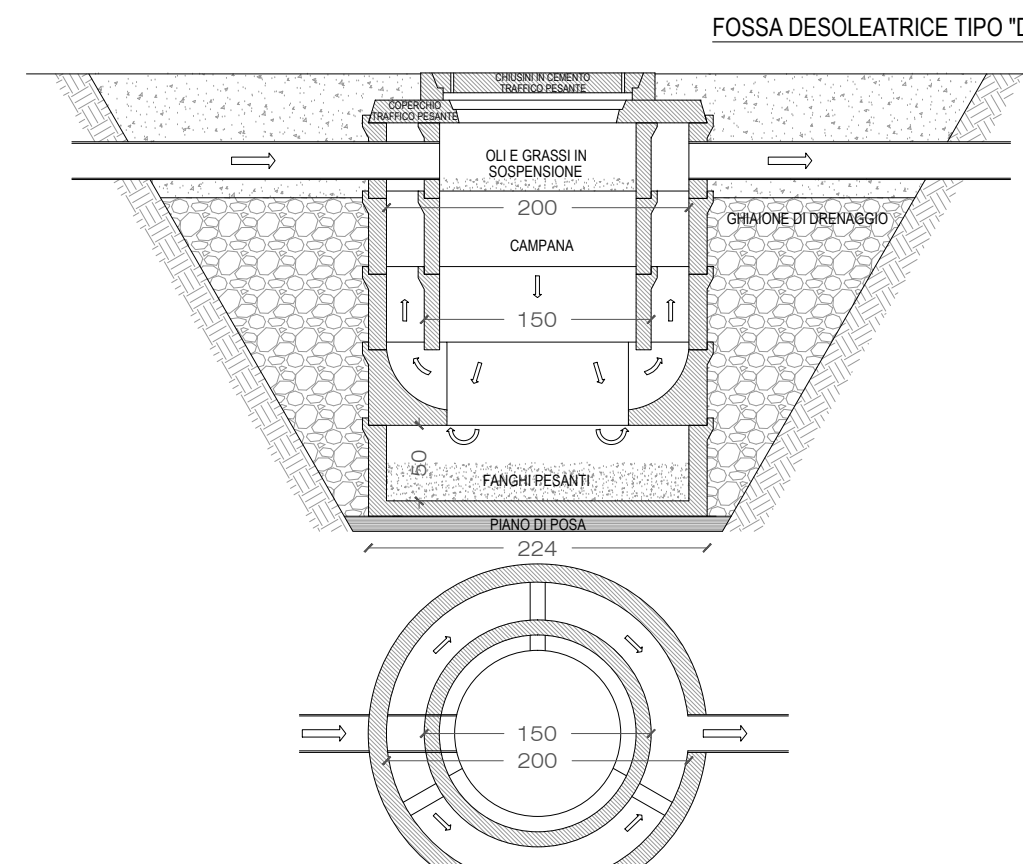 FOSSA DESOLEATRICE TIPO "D
CHIUSINI IN CEMENTO
TRAFFICO PESANTE
COPERCHIO
TRAFFICO PESANTE
OLI E GRASSI IN
SOSPENSIONE
200
GHIAIONE DI DRENAGGIO
CAMPANA
150
50
FANGHI PESANTI
PIANO DI POSA
224
150
200